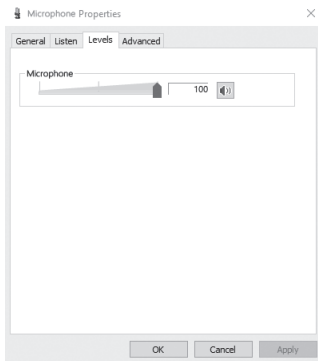 Microphone Properties
General Listen Levels Advanced
Microphone
100
OK Cancel Apply